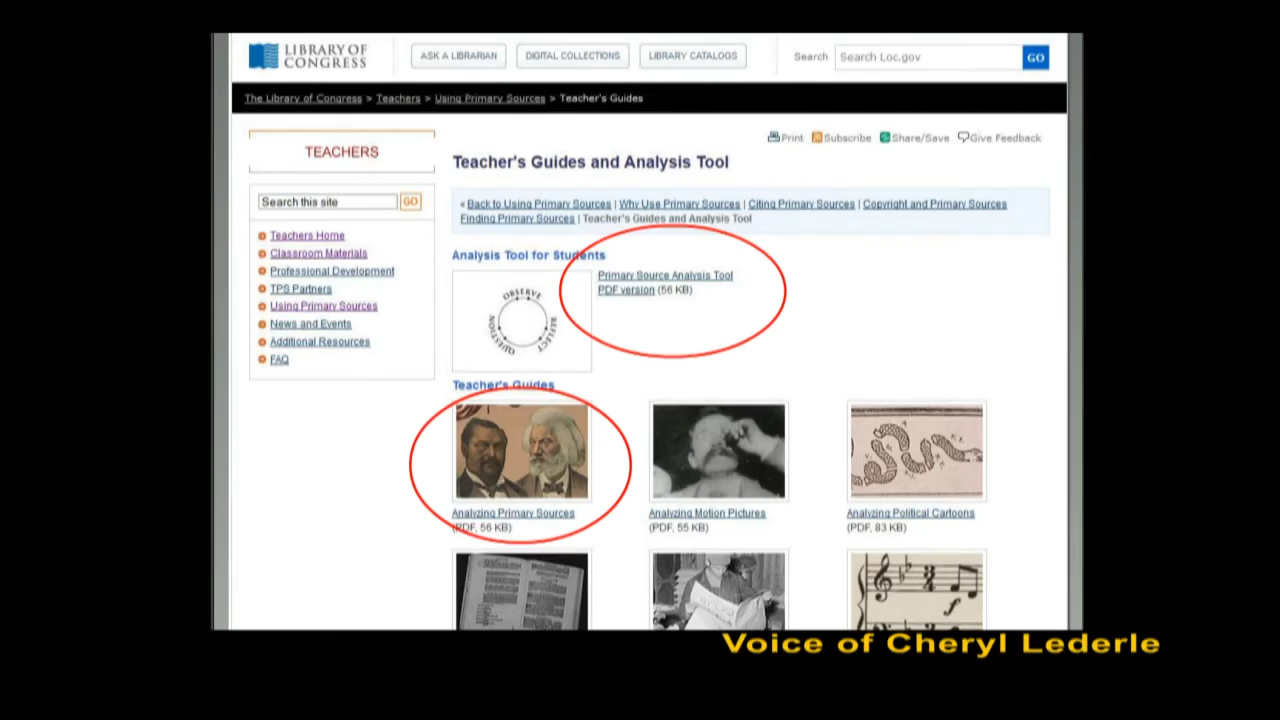 LIBRARY OF
CONGRESS
ASK A LIBRARIAN
DIGITAL COLLECTIONS
LIBRARY CATALOGS
Search
Search Loc.gov
GO
The Library of Congress > Teachers > Using Primary Sources > Teacher's Guides
Print Subscribe Share/Save Give Feedback
TEACHERS
Search this site GO
Teachers Home
Classroom Materials
Professional Development
TPS Partners
Using Primary Sources
News and Events
Additional Resources
FAQ
Teacher's Guides and Analysis Tool
« Back to Using Primary Sources | Why Use Primary Sources | Citing Primary Sources | Copyright and Primary Sources
Finding Primary Sources | Teacher's Guides and Analysis Tool
Analysis Tool for Students
OBSERVE
REFLECT
QUESTION
Primary Source Analysis Tool
PDF version (56 KB)
Teacher's Guides
Analyzing Primary Sources
(PDF, 56 KB)
Analyzing Motion Pictures
(PDF, 55 KB)
Analyzing Political Cartoons
(PDF, 83 KB)
Voice of Cheryl Lederle